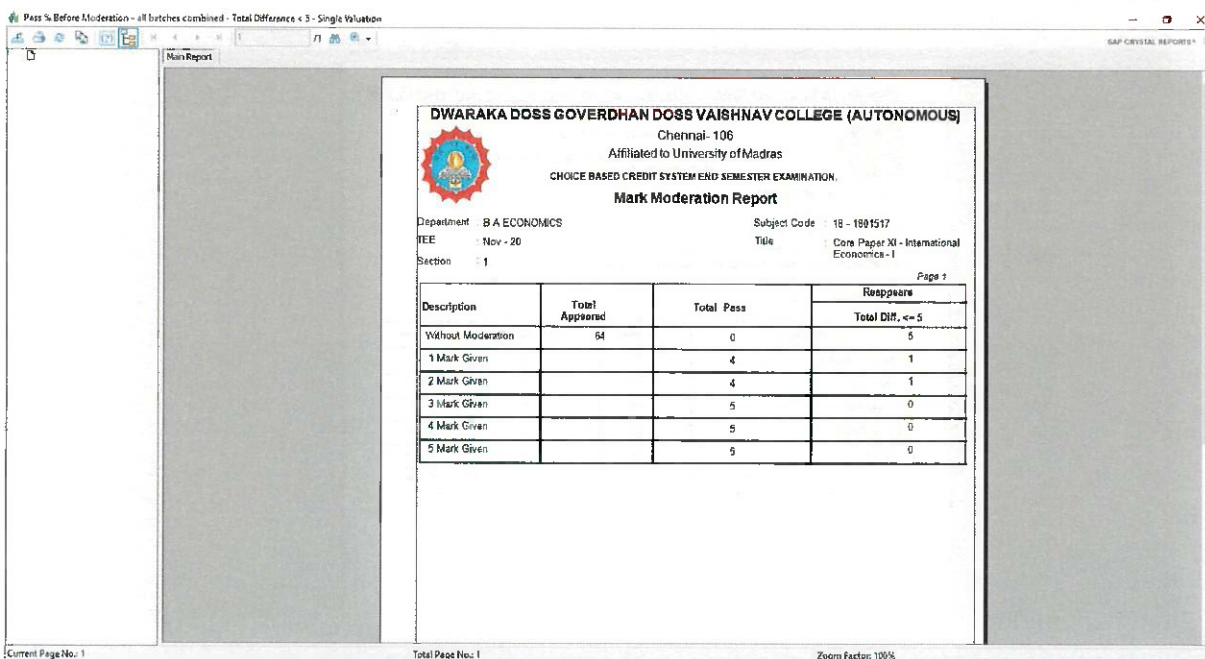 Pass % Before Moderation - all batches combined - Total Difference < 3 - Single Valuation
1
/1
SAP CRYSTAL REPORTS®
Main Report
DWARAKA DOSS GOVERDHAN DOSS VAISHNAV COLLEGE (AUTONOMOUS)
Chennai- 106
Affiliated to University of Madras
CHOICE BASED CREDIT SYSTEM END SEMESTER EXAMINATION.
Mark Moderation Report
Department : B A ECONOMICS Subject Code : 18 - 1801517
TEE : Nov - 20 Title : Core Paper XI - International
Economics - I
Section : 1
Page 1
Description Total Appeared Total Pass Reappears
Total Diff. <= 5
Without Moderation 64 0 5
1 Mark Given 4 1
2 Mark Given 4 1
3 Mark Given 5 0
4 Mark Given 5 0
5 Mark Given 5 0
Current Page No.: 1 Total Page No.: 1 Zoom Factor: 100%